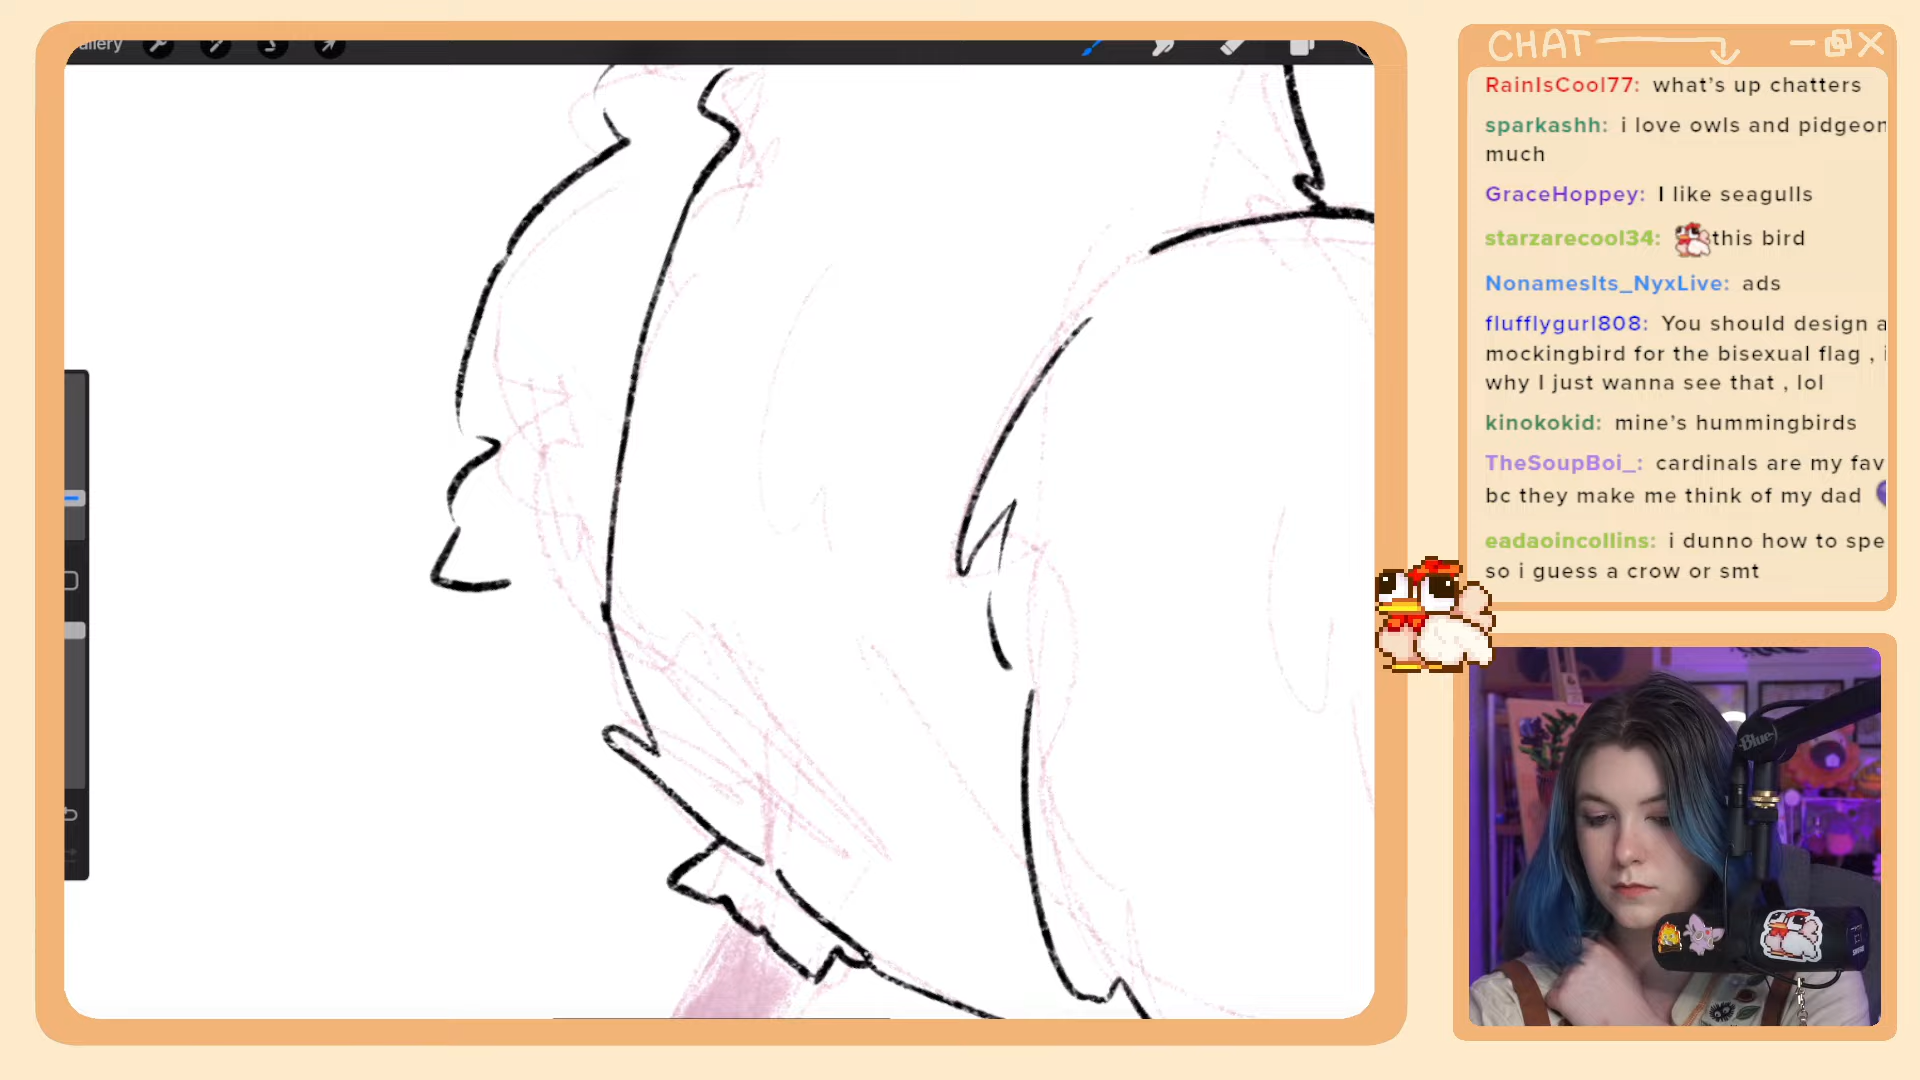 allery
CHAT
RainIsCool77: what's up chatters
sparkashh: i love owls and pidgeon
much
GraceHoppey: I like seagulls
starzarecool34: this bird
NonamesIts_NyxLive: ads
flufflygurl808: You should design a
mockingbird for the bisexual flag , i
why I just wanna see that , lol
kinokokid: mine's hummingbirds
TheSoupBoi_: cardinals are my fav
bc they make me think of my dad
eadaoincollins: i dunno how to spe
so i guess a crow or smt
Blue